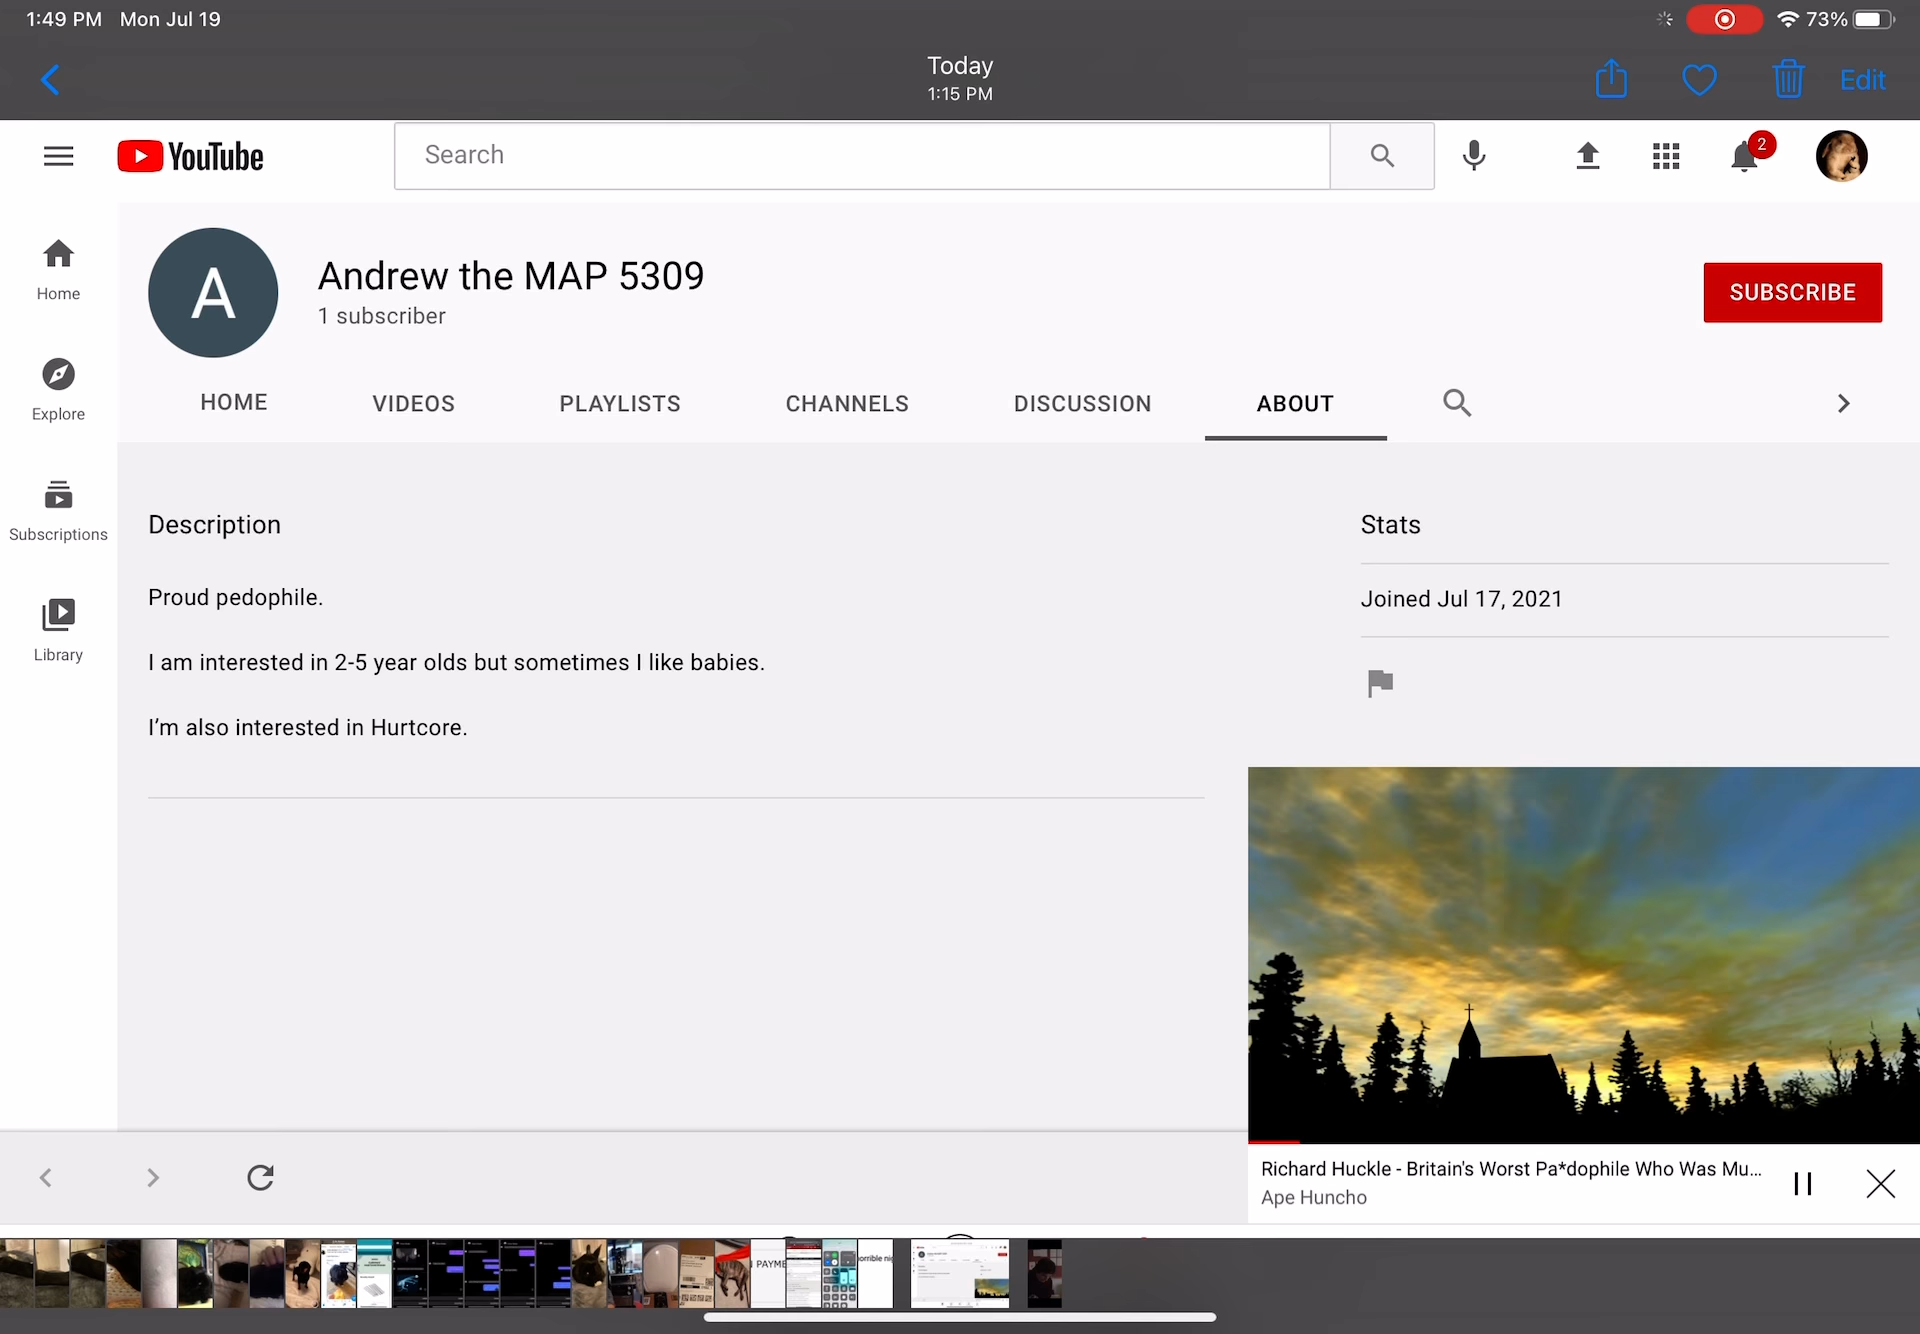 1:49 PM Mon Jul 19
73%
Today
1:15 PM
Edit
YouTube
Search
2
A
Andrew the MAP 5309
1 subscriber
SUBSCRIBE
HOME VIDEOS PLAYLISTS CHANNELS DISCUSSION ABOUT
Home
Explore
Subscriptions
Library
Description
Proud pedophile.
I am interested in 2-5 year olds but sometimes I like babies.
I'm also interested in Hurtcore.
Stats
Joined Jul 17, 2021
Richard Huckle - Britain's Worst Pa*dophile Who Was Mu...
Ape Huncho